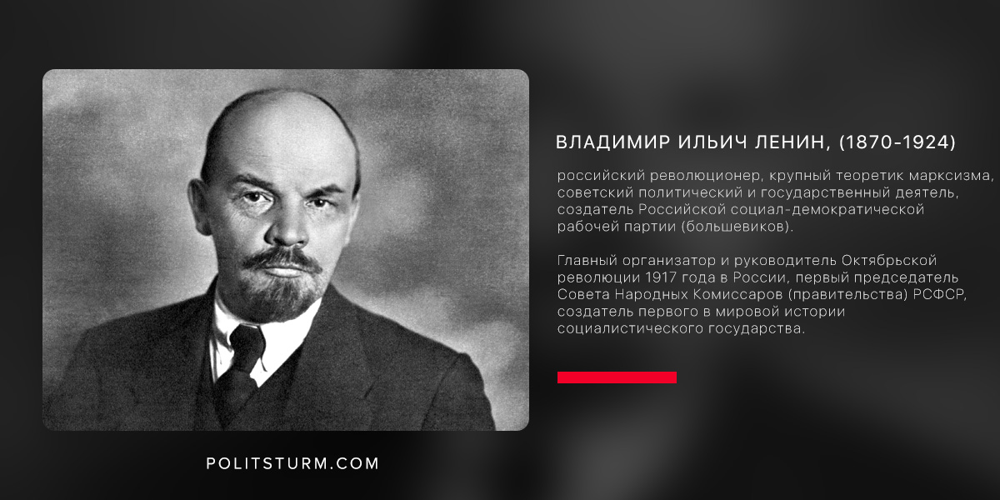 ВЛАДИМИР ИЛЬИЧ ЛЕНИН, (1870-1924)
российский революционер, крупный теоретик марксизма,
советский политический и государственный деятель,
создатель Российской социал-демократической
рабочей партии (большевиков).
Главный организатор и руководитель Октябрьской
революции 1917 года в России, первый председатель
Совета Народных Комиссаров (правительства) РСФСР,
создатель первого в мировой истории
социалистического государства.
POLITSTURM.COM